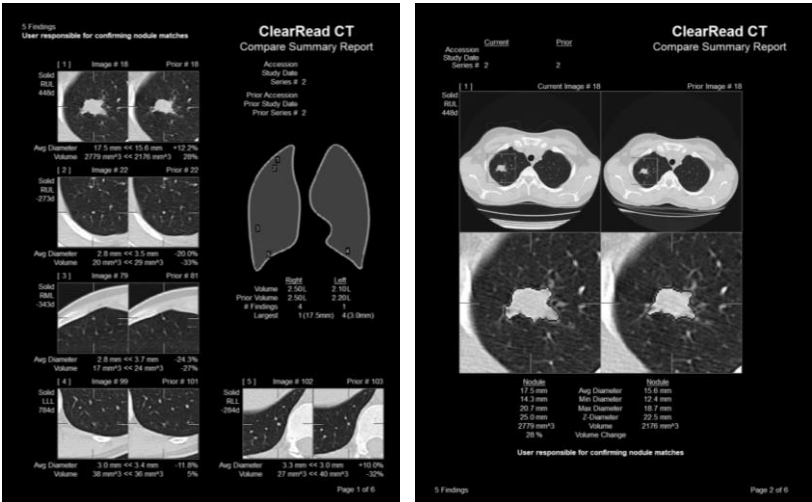 5 Findings
User responsible for confirming nodule matches
ClearRead CT
Compare Summary Report
Accession
Study Date
Series # 2
Prior Accession
Prior Study Date
Prior Series # 2
[ 1 ] Image # 18 Prior # 18
Solid
RUL
448d
Avg Diameter 17.5 mm << 15.6 mm +12.2%
Volume 2779 mm^3 << 2176 mm^3 28%
[ 2 ] Image # 22 Prior # 22
Solid
RUL
-273d
Avg Diameter 2.8 mm << 3.5 mm -20.0%
Volume 20 mm^3 << 29 mm^3 -33%
[ 3 ] Image # 79 Prior # 81
Solid
RML
-343d
Avg Diameter 2.8 mm << 3.7 mm -24.3%
Volume 17 mm^3 << 24 mm^3 -27%
Right Left
Volume 2.50L 2.10L
Prior Volume 2.50L 2.20L
# Findings 4 1
Largest 1 (17.5mm) 4 (3.0mm)
[ 4 ] Image # 99 Prior # 101
Solid
LLL
784d
Avg Diameter 3.0 mm << 3.4 mm -11.8%
Volume 38 mm^3 << 36 mm^3 5%
[ 5 ] Image # 102 Prior # 103
Solid
RLL
-284d
Avg Diameter 3.3 mm << 3.0 mm +10.0%
Volume 27 mm^3 << 40 mm^3 -32%
Page 1 of 6
ClearRead CT
Compare Summary Report
Current Prior
Accession
Study Date
Series # 2 2
[ 1 ] Current Image # 18 Prior Image # 18
Solid
RUL
448d
Nodule Nodule
17.5 mm Avg Diameter 15.6 mm
14.3 mm Min Diameter 12.4 mm
20.7 mm Max Diameter 18.7 mm
25.0 mm Z-Diameter 22.5 mm
2779 mm^3 Volume 2176 mm^3
28 % Volume Change
User responsible for confirming nodule matches
5 Findings
Page 2 of 6